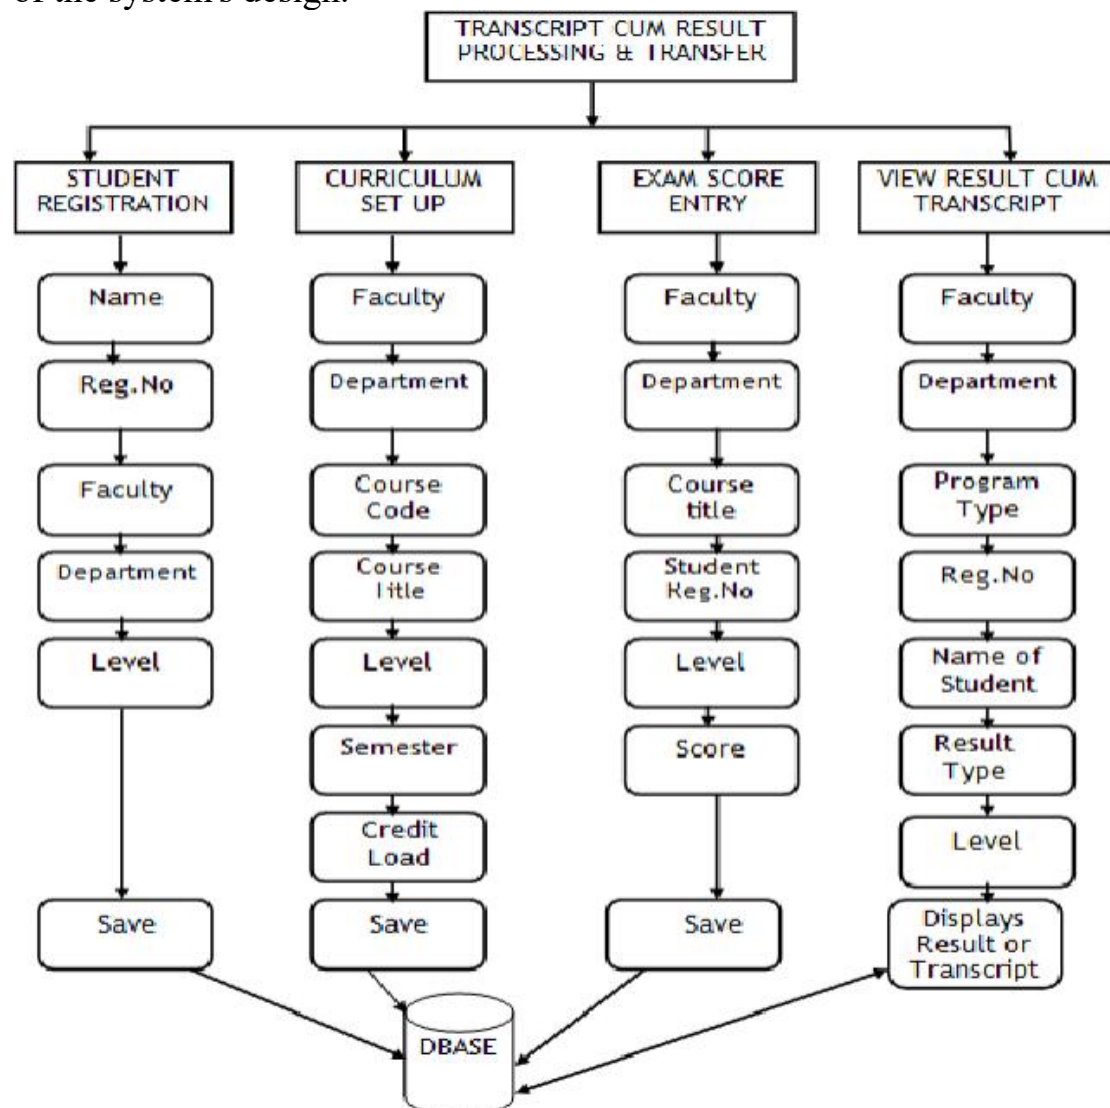 of the system's design.
TRANSCRIPT CUM RESULT
PROCESSING & TRANSFER
STUDENT
REGISTRATION
CURRICULUM
SET UP
EXAM SCORE
ENTRY
VIEW RESULT CUM
TRANSCRIPT
Name
Reg.No
Faculty
Department
Level
Save
Faculty
Department
Course
Code
Course
Title
Level
Semester
Credit
Load
Save
Faculty
Department
Course
title
Student
Reg.No
Level
Score
Save
Faculty
Department
Program
Type
Reg.No
Name of
Student
Result
Type
Level
Displays
Result or
Transcript
DBASE